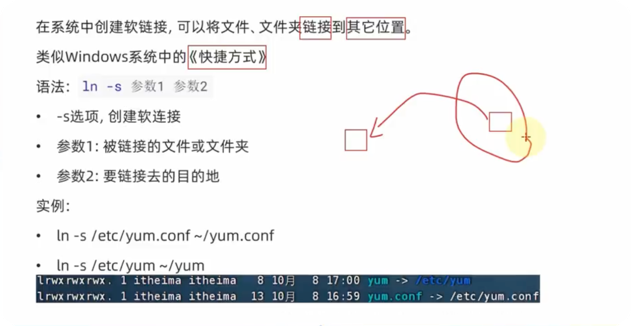 在系统中创建软链接, 可以将文件、文件夹链接到其它位置。
类似Windows系统中的《快捷方式》
语法: ln -s 参数1 参数2
• -s选项, 创建软连接
• 参数1: 被链接的文件或文件夹
• 参数2: 要链接去的目的地
实例:
• ln -s /etc/yum.conf ~/yum.conf
• ln -s /etc/yum ~/yum
lrwxrwxrwx. 1 itheima itheima 8 10月 8 17:00 yum -> /etc/yum
lrwxrwxrwx. 1 itheima itheima 13 10月 8 16:59 yum.conf -> /etc/yum.conf